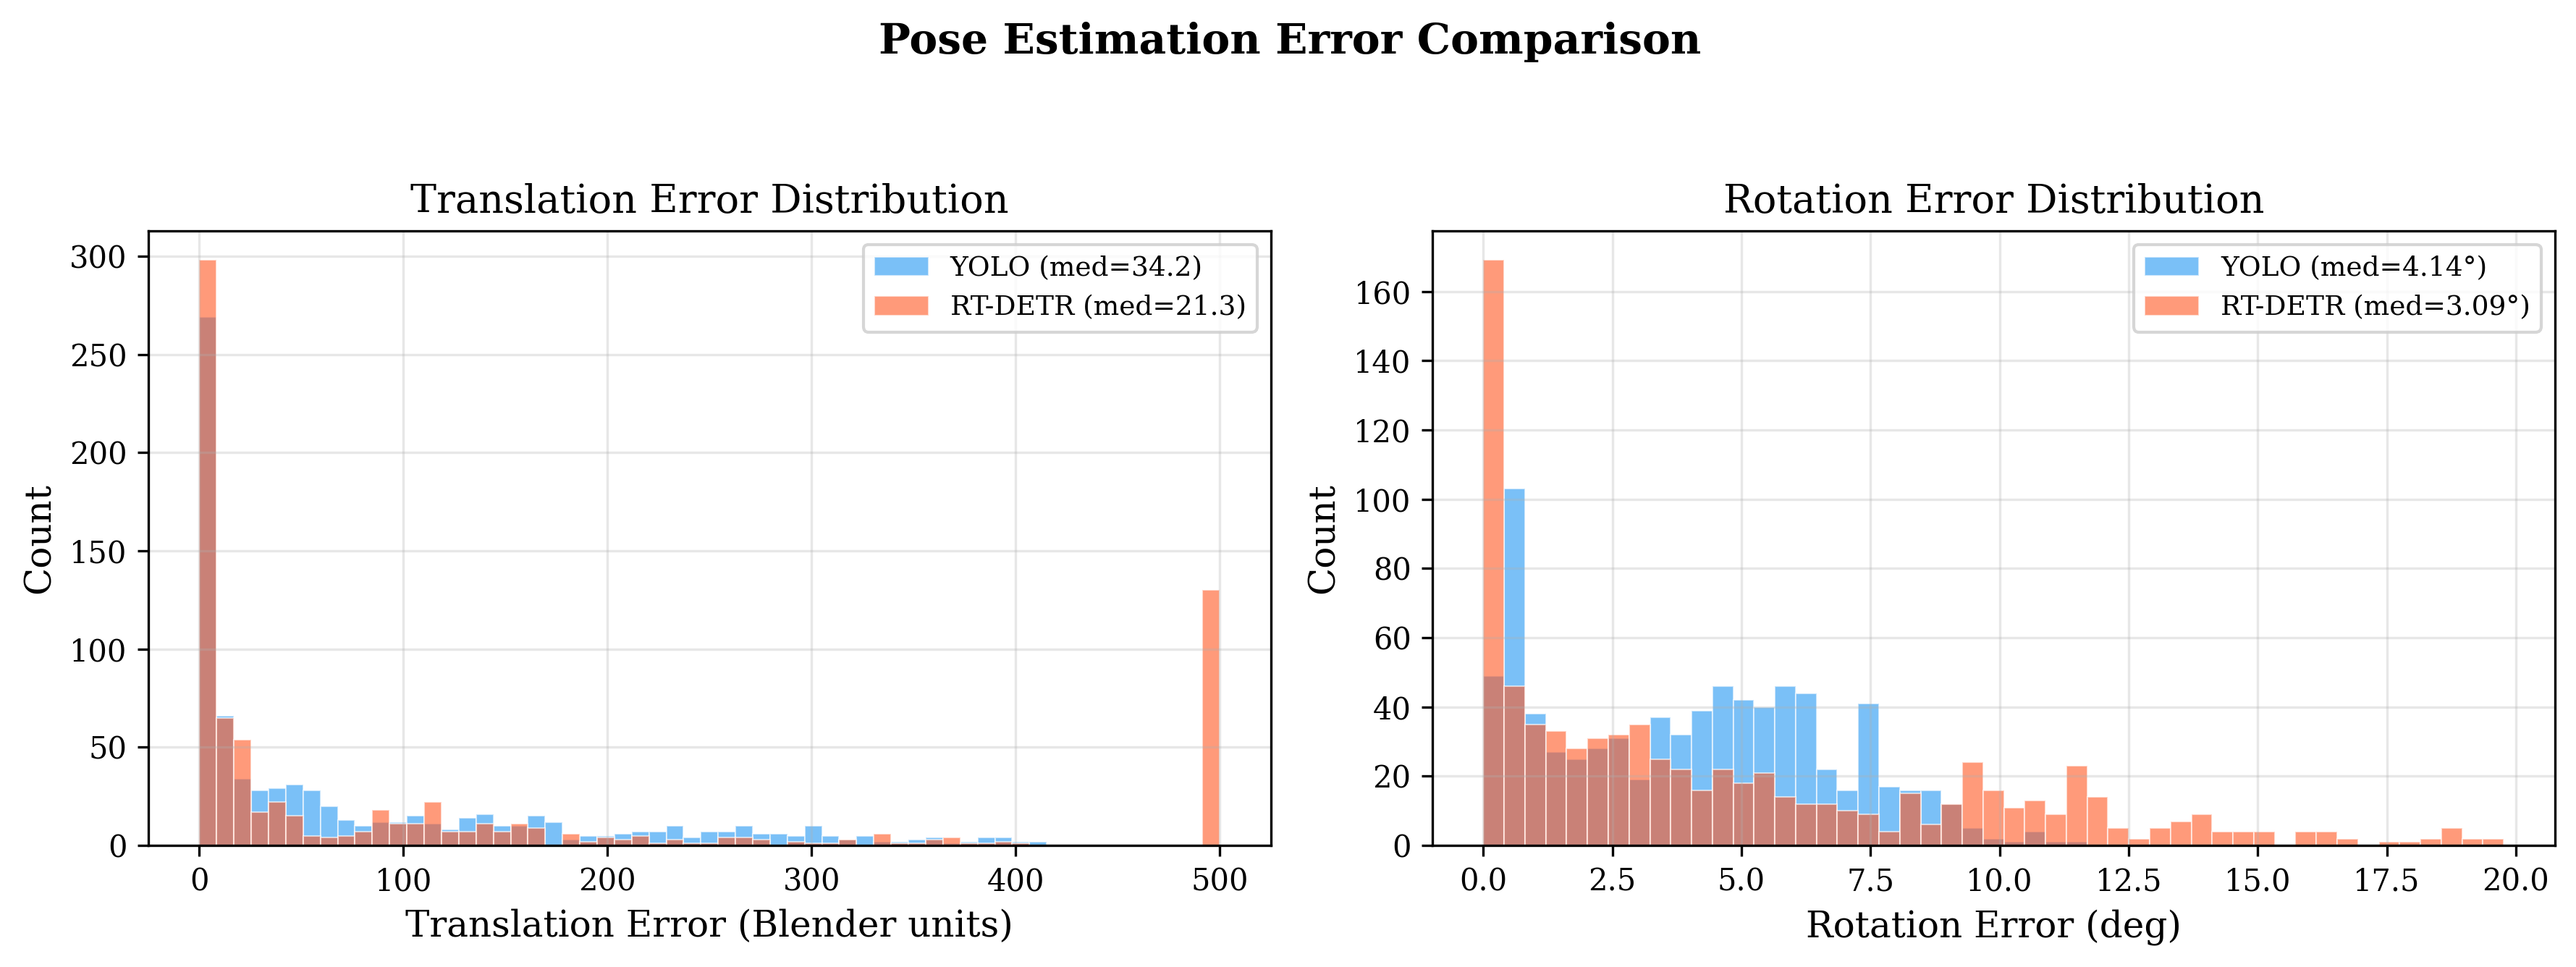 Pose Estimation Error Comparison
Translation Error Distribution
YOLO (med=34.2)
RT-DETR (med=21.3)
Count
300
250
200
150
100
50
0
0 100 200 300 400 500
Translation Error (Blender units)
Rotation Error Distribution
YOLO (med=4.14°)
RT-DETR (med=3.09°)
Count
160
140
120
100
80
60
40
20
0
0.0 2.5 5.0 7.5 10.0 12.5 15.0 17.5 20.0
Rotation Error (deg)